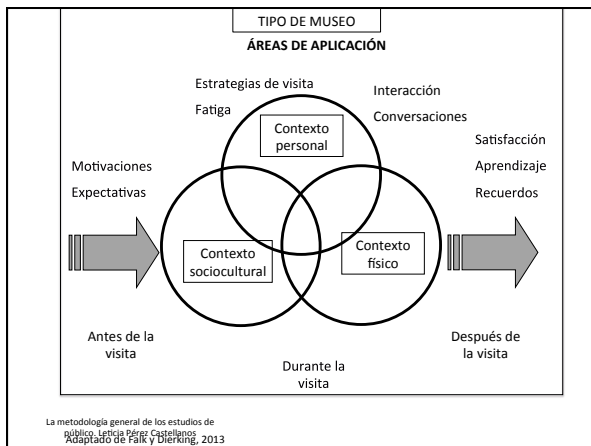 TIPO DE MUSEO
ÁREAS DE APLICACIÓN
Estrategias de visita
Fatiga
Interacción
Conversaciones
Contexto
personal
Satisfacción
Aprendizaje
Recuerdos
Motivaciones
Expectativas
Contexto
sociocultural
Contexto
físico
Antes de la
visita
Durante la
visita
Después de
la visita
La metodología general de los estudios de
público. Leticia Pérez Castellanos
Adaptado de Falk y Dierking, 2013